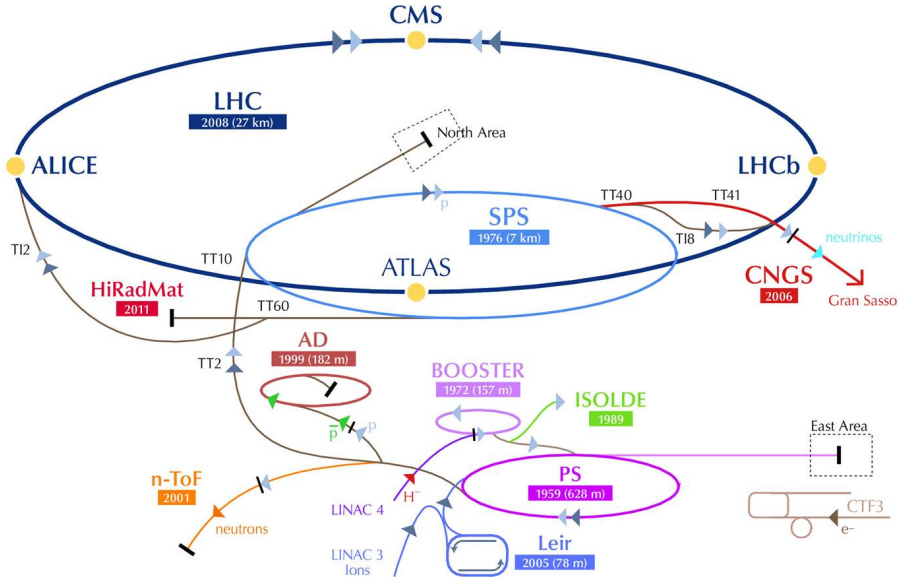 CMS
LHC
2008 (27 km)
North Area
ALICE
LHCb
TT40
TT41
SPS
1976 (7 km)
p
TI8
neutrinos
TI2
TT10
ATLAS
CNGS
2006
Gran Sasso
HiRadMat
2011
TT60
AD
1999 (182 m)
TT2
BOOSTER
1972 (157 m)
ISOLDE
1989
p
p̅
East Area
n-ToF
2001
PS
1959 (628 m)
H⁻
LINAC 4
neutrons
CTF3
e⁻
LINAC 3
Ions
Leir
2005 (78 m)